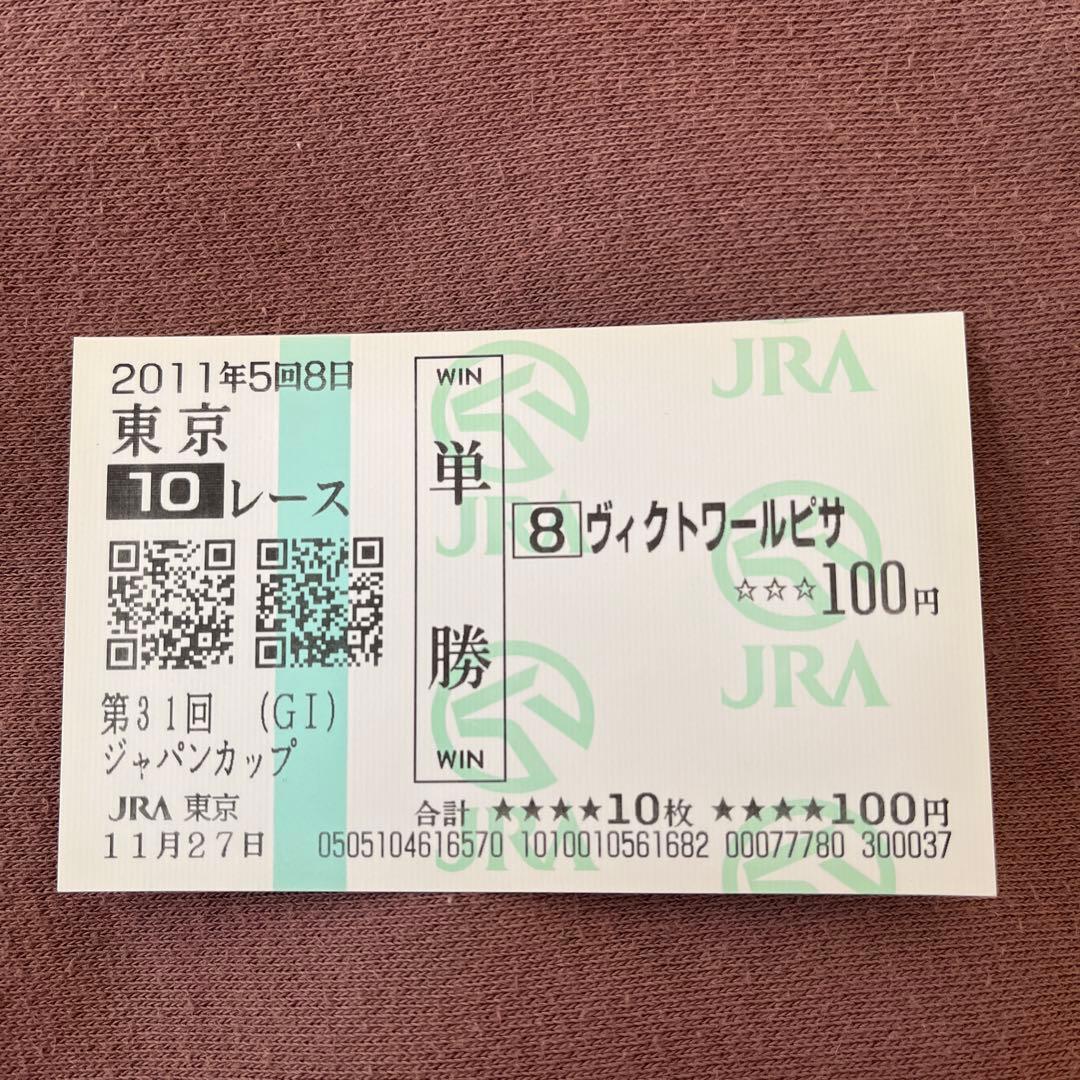 2011年5回8日
東京
10レース
第31回 (GI)
ジャパンカップ
JRA 東京
11月27日
WIN
単勝
WIN
8 ヴィクトワールピサ
☆☆☆100円
合計 ★★★★10枚 ★★★★100円
0505104616570 1010010561682 00077780 300037
JRA
JRA
JRA
JRA